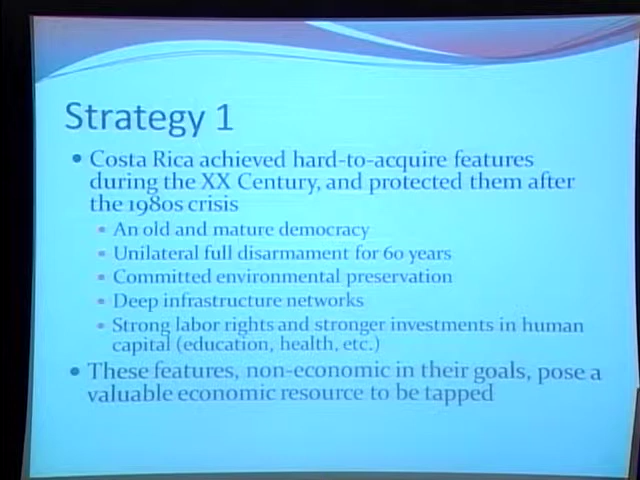 Strategy 1
• Costa Rica achieved hard-to-acquire features
during the XX Century, and protected them after
the 1980s crisis
▪ An old and mature democracy
▪ Unilateral full disarmament for 60 years
▪ Committed environmental preservation
▪ Deep infrastructure networks
▪ Strong labor rights and stronger investments in human
capital (education, health, etc.)
• These features, non-economic in their goals, pose a
valuable economic resource to be tapped